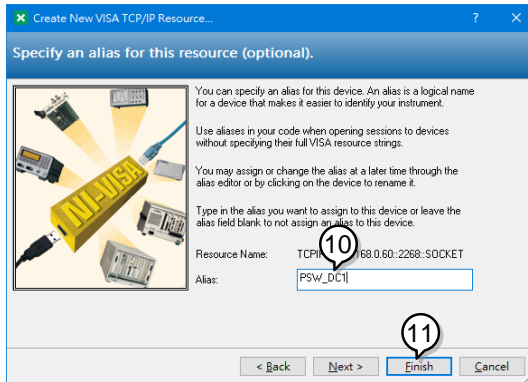 Create New VISA TCP/IP Resource...
? X
Specify an alias for this resource (optional).
You can specify an alias for this device. An alias is a logical name
for a device that makes it easier to identify your instrument.
Use aliases in your code when opening sessions to devices
without specifying their full VISA resource strings.
You may assign or change the alias at a later time through the
alias editor or by clicking on the device to rename it.
Type in the alias you want to assign to this device or leave the
alias field blank to not assign an alias to this device.
NI-VISA
10
Resource Name: 68.0.60::2268::SOCKET
Alias: PSW_DC1
11
< Back Next > Finish Cancel